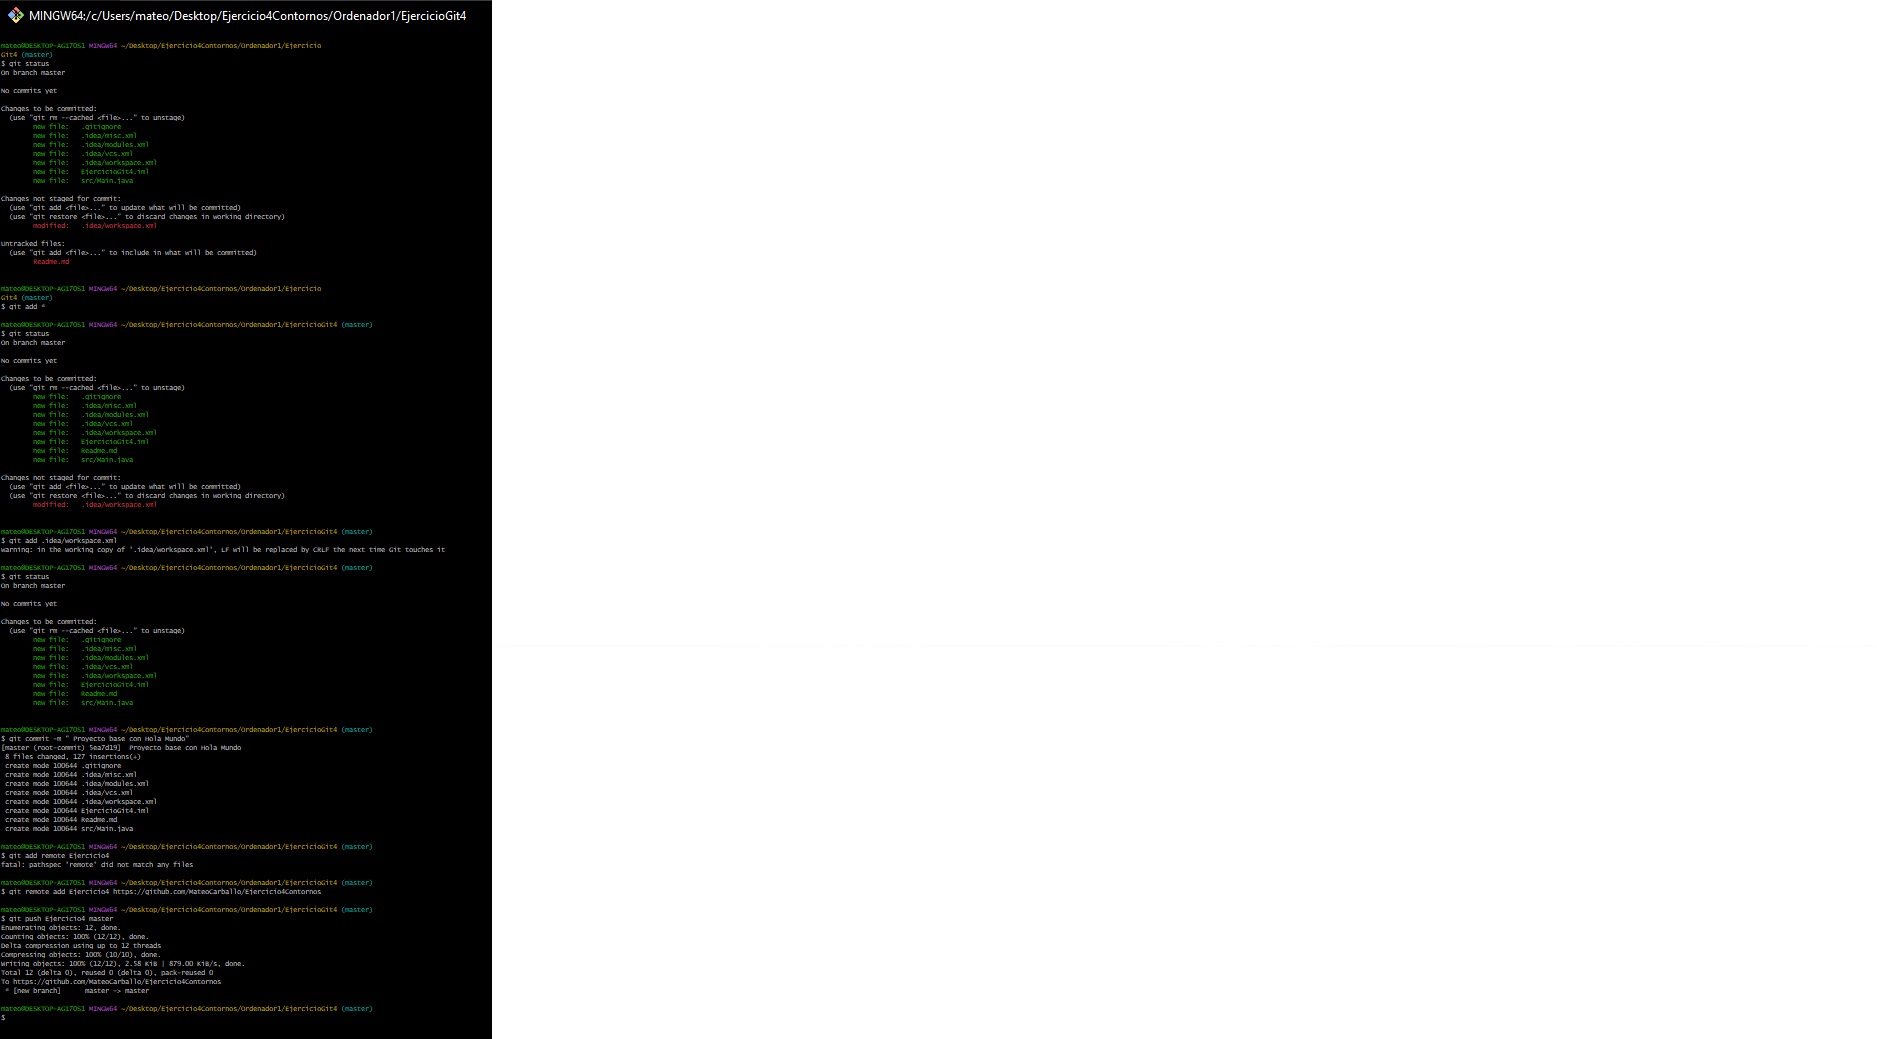 MINGW64:/c/Users/mateo/Desktop/Ejercicio4Contornos/Ordenador1/EjercicioGit4
mateo@DESKTOP-AG17OS1 MINGW64 ~/Desktop/Ejercicio4Contornos/Ordenador1/Ejercicio
Git4 (master)
$ git status
On branch master
No commits yet
Changes to be committed:
(use "git rm --cached <file>..." to unstage)
new file: .gitignore
new file: .idea/misc.xml
new file: .idea/modules.xml
new file: .idea/vcs.xml
new file: .idea/workspace.xml
new file: EjercicioGit4.iml
new file: src/Main.java
Changes not staged for commit:
(use "git add <file>..." to update what will be committed)
(use "git restore <file>..." to discard changes in working directory)
modified: .idea/workspace.xml
Untracked files:
(use "git add <file>..." to include in what will be committed)
Readme.md
mateo@DESKTOP-AG17OS1 MINGW64 ~/Desktop/Ejercicio4Contornos/Ordenador1/Ejercicio
Git4 (master)
$ git add *
mateo@DESKTOP-AG17OS1 MINGW64 ~/Desktop/Ejercicio4Contornos/Ordenador1/EjercicioGit4 (master)
$ git status
On branch master
No commits yet
Changes to be committed:
(use "git rm --cached <file>..." to unstage)
new file: .gitignore
new file: .idea/misc.xml
new file: .idea/modules.xml
new file: .idea/vcs.xml
new file: .idea/workspace.xml
new file: EjercicioGit4.iml
new file: Readme.md
new file: src/Main.java
Changes not staged for commit:
(use "git add <file>..." to update what will be committed)
(use "git restore <file>..." to discard changes in working directory)
modified: .idea/workspace.xml
mateo@DESKTOP-AG17OS1 MINGW64 ~/Desktop/Ejercicio4Contornos/Ordenador1/EjercicioGit4 (master)
$ git add .idea/workspace.xml
warning: in the working copy of '.idea/workspace.xml', LF will be replaced by CRLF the next time Git touches it
mateo@DESKTOP-AG17OS1 MINGW64 ~/Desktop/Ejercicio4Contornos/Ordenador1/EjercicioGit4 (master)
$ git status
On branch master
No commits yet
Changes to be committed:
(use "git rm --cached <file>..." to unstage)
new file: .gitignore
new file: .idea/misc.xml
new file: .idea/modules.xml
new file: .idea/vcs.xml
new file: .idea/workspace.xml
new file: EjercicioGit4.iml
new file: Readme.md
new file: src/Main.java
mateo@DESKTOP-AG17OS1 MINGW64 ~/Desktop/Ejercicio4Contornos/Ordenador1/EjercicioGit4 (master)
$ git commit -m " Proyecto base con Hola Mundo"
[master (root-commit) 5ea7d19]  Proyecto base con Hola Mundo
8 files changed, 127 insertions(+)
create mode 100644 .gitignore
create mode 100644 .idea/misc.xml
create mode 100644 .idea/modules.xml
create mode 100644 .idea/vcs.xml
create mode 100644 .idea/workspace.xml
create mode 100644 EjercicioGit4.iml
create mode 100644 Readme.md
create mode 100644 src/Main.java
mateo@DESKTOP-AG17OS1 MINGW64 ~/Desktop/Ejercicio4Contornos/Ordenador1/EjercicioGit4 (master)
$ git add remote Ejercicio4
fatal: pathspec 'remote' did not match any files
mateo@DESKTOP-AG17OS1 MINGW64 ~/Desktop/Ejercicio4Contornos/Ordenador1/EjercicioGit4 (master)
$ git remote add Ejercicio4 https://github.com/MateoCarballo/Ejercicio4Contornos
mateo@DESKTOP-AG17OS1 MINGW64 ~/Desktop/Ejercicio4Contornos/Ordenador1/EjercicioGit4 (master)
$ git push Ejercicio4 master
Enumerating objects: 12, done.
Counting objects: 100% (12/12), done.
Delta compression using up to 12 threads
Compressing objects: 100% (10/10), done.
Writing objects: 100% (12/12), 2.58 KiB | 879.00 KiB/s, done.
Total 12 (delta 0), reused 0 (delta 0), pack-reused 0
To https://github.com/MateoCarballo/Ejercicio4Contornos
* [new branch] master -> master
mateo@DESKTOP-AG17OS1 MINGW64 ~/Desktop/Ejercicio4Contornos/Ordenador1/EjercicioGit4 (master)
$